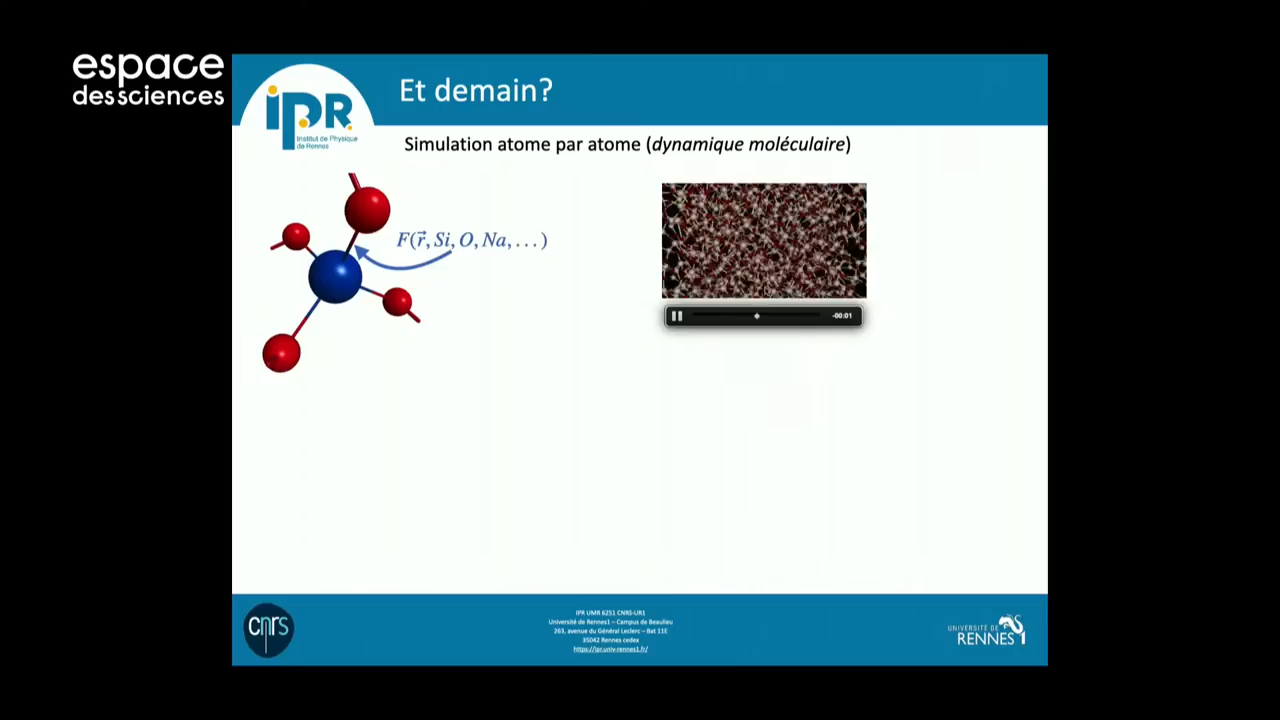 espace
des sciences
iPR
Institut de Physique
de Rennes
Et demain?
Simulation atome par atome (dynamique moléculaire)
F(r⃗, Si, O, Na, . . . )
-00:01
cnrs
IPR UMR 6251 CNRS-UR1
Université de Rennes1 – Campus de Beaulieu
263, avenue du Général Leclerc – Bat 11E
35042 Rennes cedex
https://ipr.univ-rennes1.fr/
UNIVERSITÉ DE
RENNES 1